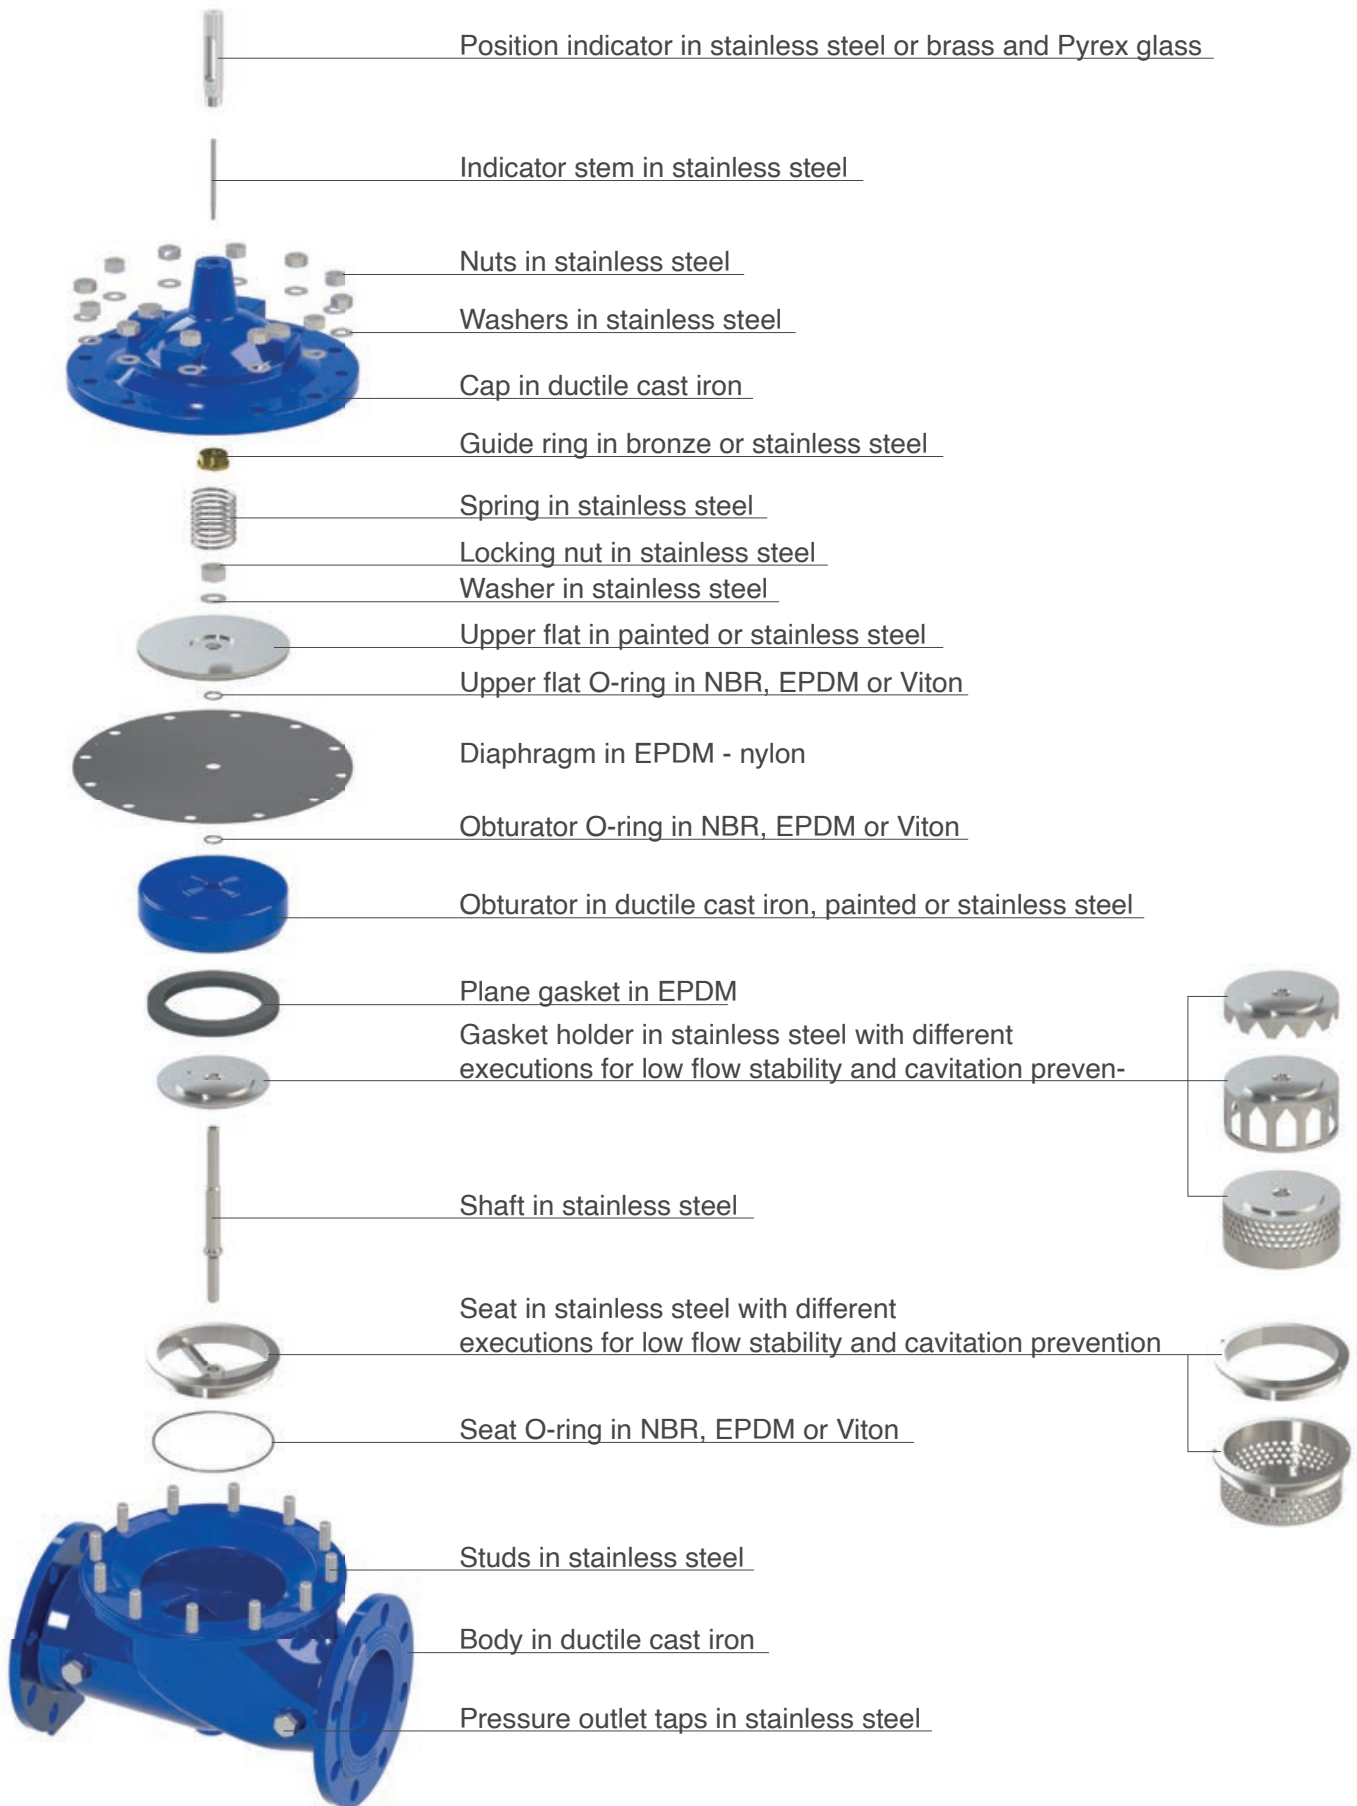 Position indicator in stainless steel or brass and Pyrex glass
Indicator stem in stainless steel
Nuts in stainless steel
Washers in stainless steel
Cap in ductile cast iron
Guide ring in bronze or stainless steel
Spring in stainless steel
Locking nut in stainless steel
Washer in stainless steel
Upper flat in painted or stainless steel
Upper flat O-ring in NBR, EPDM or Viton
Diaphragm in EPDM - nylon
Obturator O-ring in NBR, EPDM or Viton
Obturator in ductile cast iron, painted or stainless steel
Plane gasket in EPDM
Gasket holder in stainless steel with different
executions for low flow stability and cavitation preven-
Shaft in stainless steel
Seat in stainless steel with different
executions for low flow stability and cavitation prevention
Seat O-ring in NBR, EPDM or Viton
Studs in stainless steel
Body in ductile cast iron
Pressure outlet taps in stainless steel